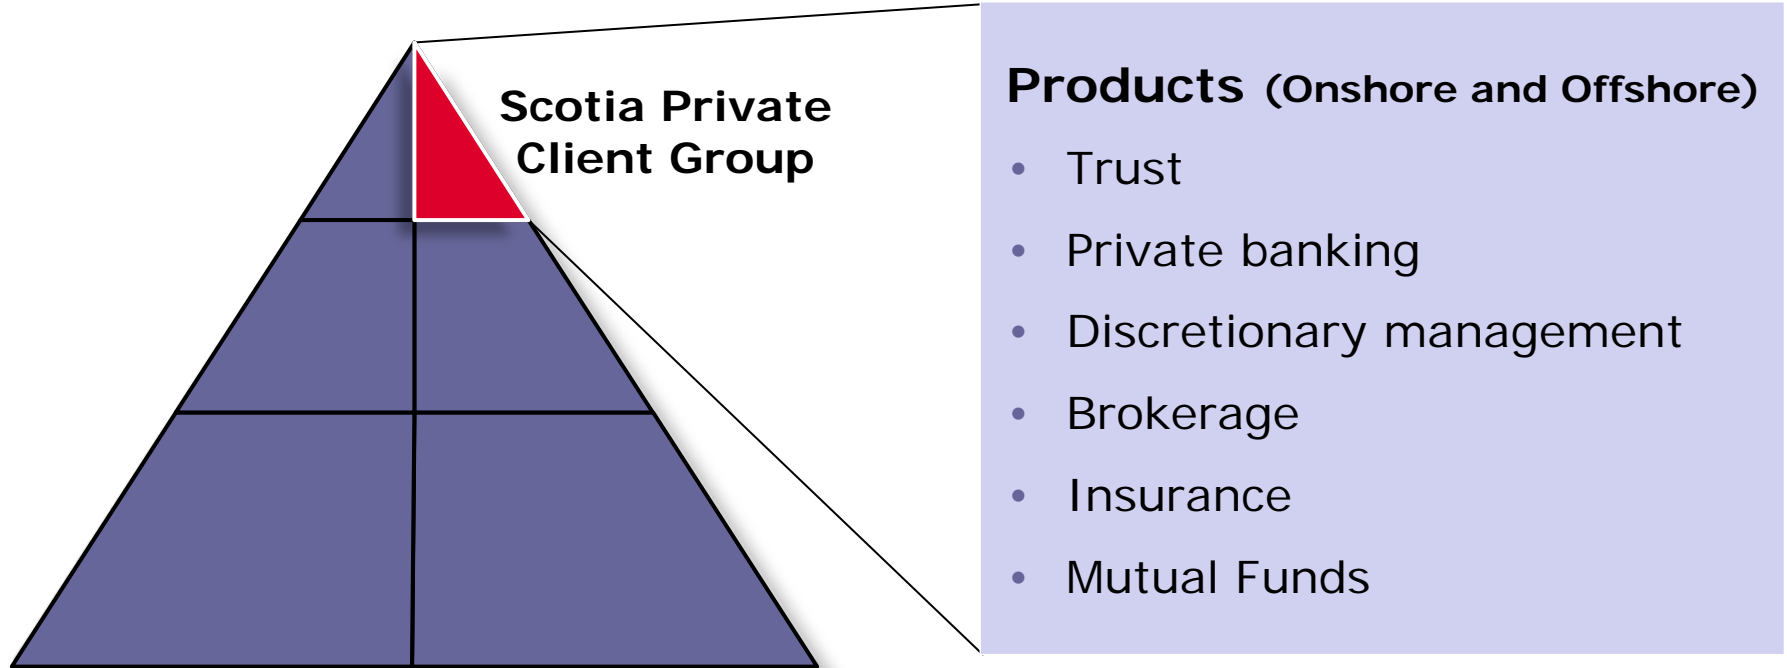 Scotia Private
Client Group
Products (Onshore and Offshore)
• Trust
• Private banking
• Discretionary management
• Brokerage
• Insurance
• Mutual Funds